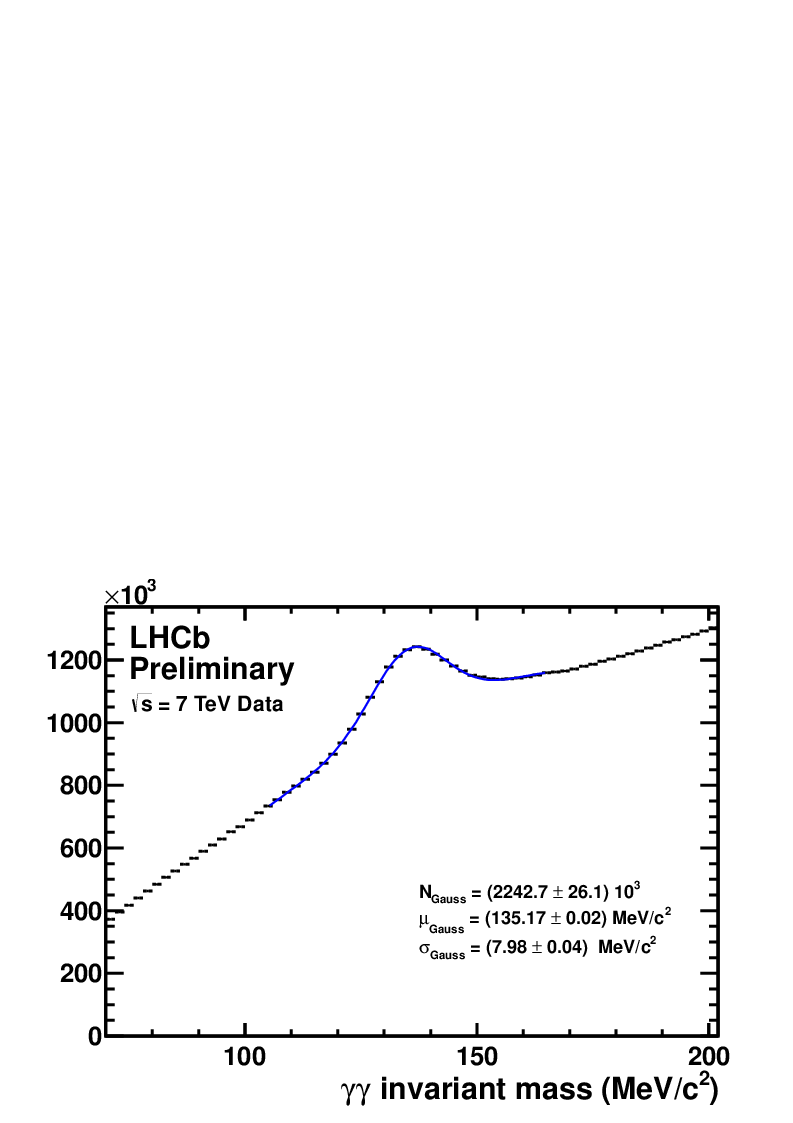 ×10³
LHCb
Preliminary
√s = 7 TeV Data
1200
1000
800
600
400
200
0
N_Gauss = (2242.7 ± 26.1) 10³
μ_Gauss = (135.17 ± 0.02) MeV/c²
σ_Gauss = (7.98 ± 0.04) MeV/c²
100 150 200
γγ invariant mass (MeV/c²)